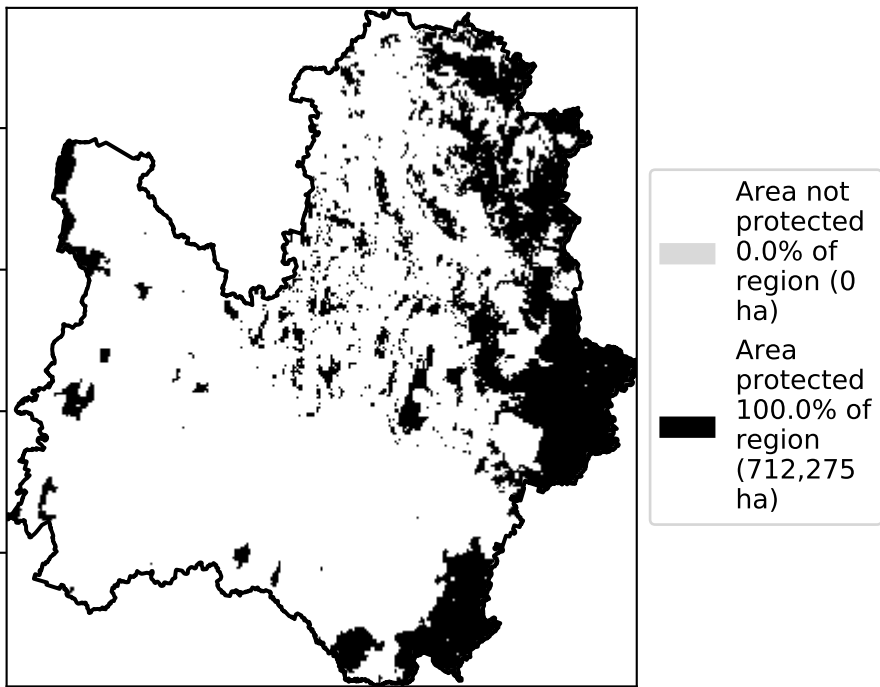 Area not
protected
0.0% of
region (0
ha)
Area
protected
100.0% of
region
(712,275
ha)